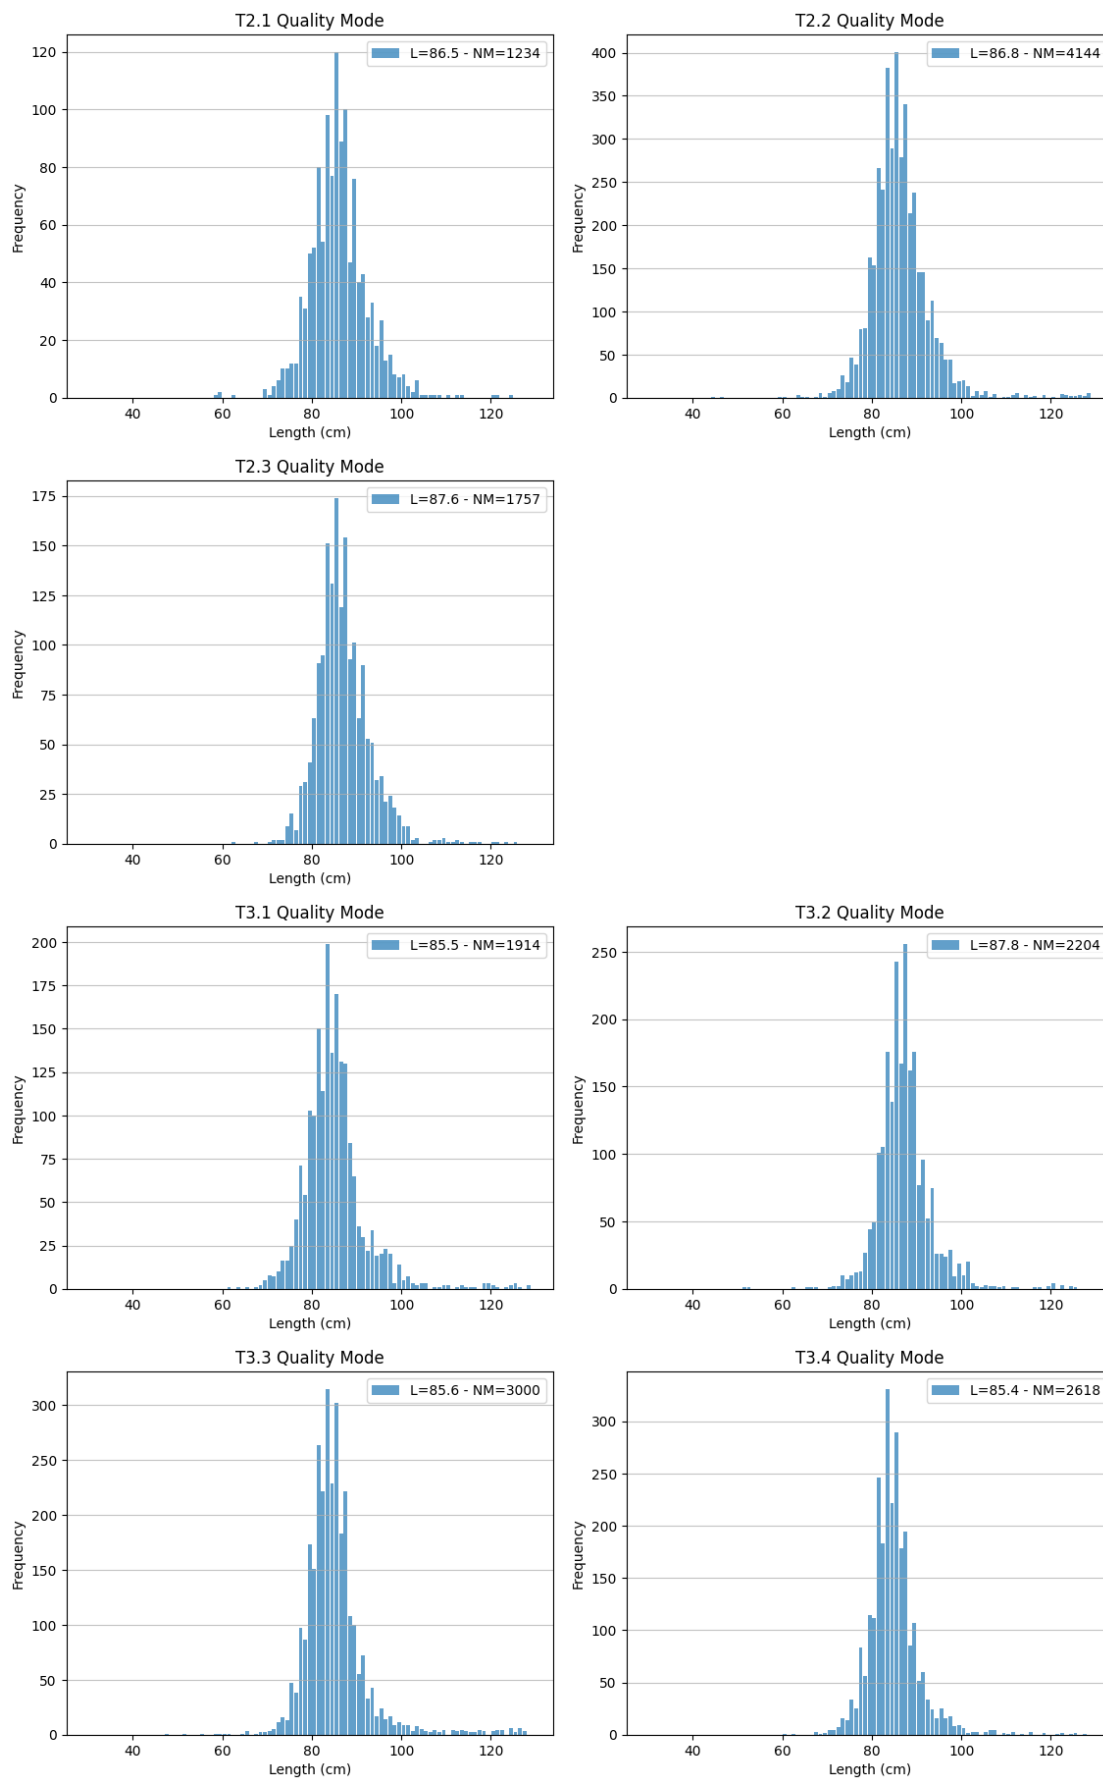 T2.1 Quality Mode
L=86.5 - NM=1234
Frequency
120
100
80
60
40
20
0
40 60 80 100 120
Length (cm)
T2.2 Quality Mode
L=86.8 - NM=4144
Frequency
400
350
300
250
200
150
100
50
0
40 60 80 100 120
Length (cm)
T2.3 Quality Mode
L=87.6 - NM=1757
Frequency
175
150
125
100
75
50
25
0
40 60 80 100 120
Length (cm)
T3.1 Quality Mode
L=85.5 - NM=1914
Frequency
200
175
150
125
100
75
50
25
0
40 60 80 100 120
Length (cm)
T3.2 Quality Mode
L=87.8 - NM=2204
Frequency
250
200
150
100
50
0
40 60 80 100 120
Length (cm)
T3.3 Quality Mode
L=85.6 - NM=3000
Frequency
300
250
200
150
100
50
0
40 60 80 100 120
Length (cm)
T3.4 Quality Mode
L=85.4 - NM=2618
Frequency
300
250
200
150
100
50
0
40 60 80 100 120
Length (cm)